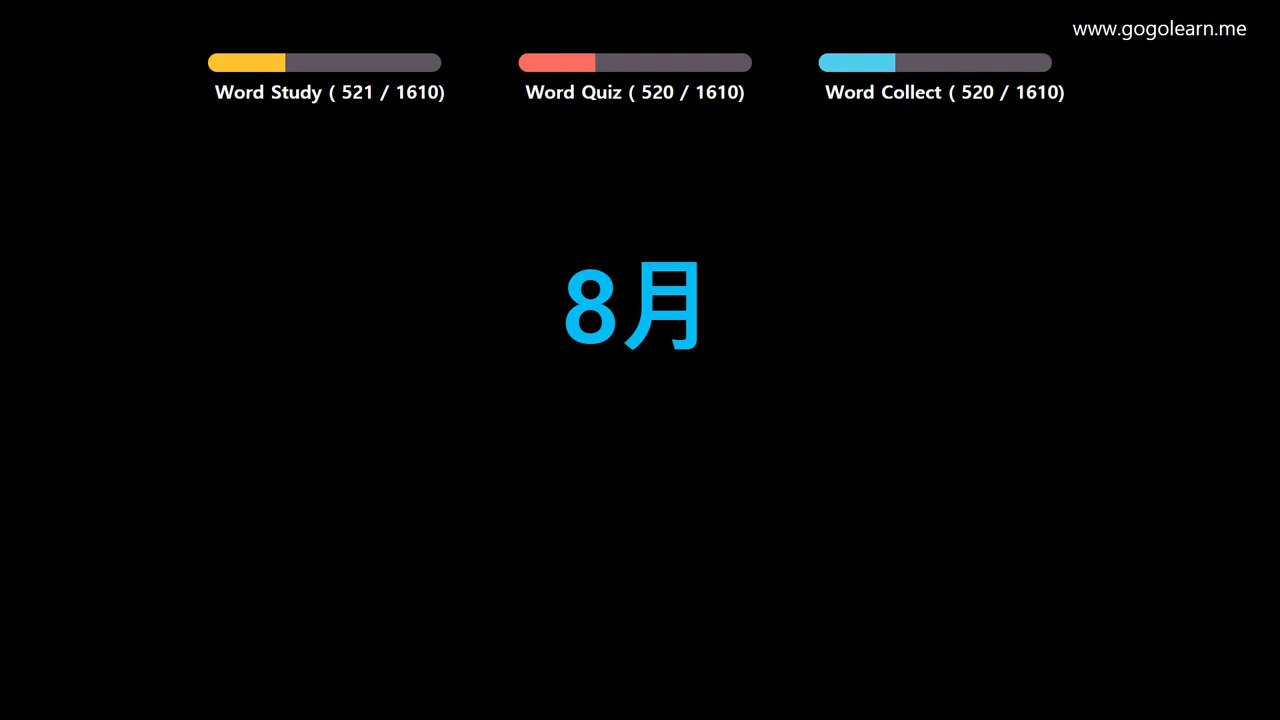 www.gogolearn.me
Word Study ( 521 / 1610)
Word Quiz ( 520 / 1610)
Word Collect ( 520 / 1610)
8月